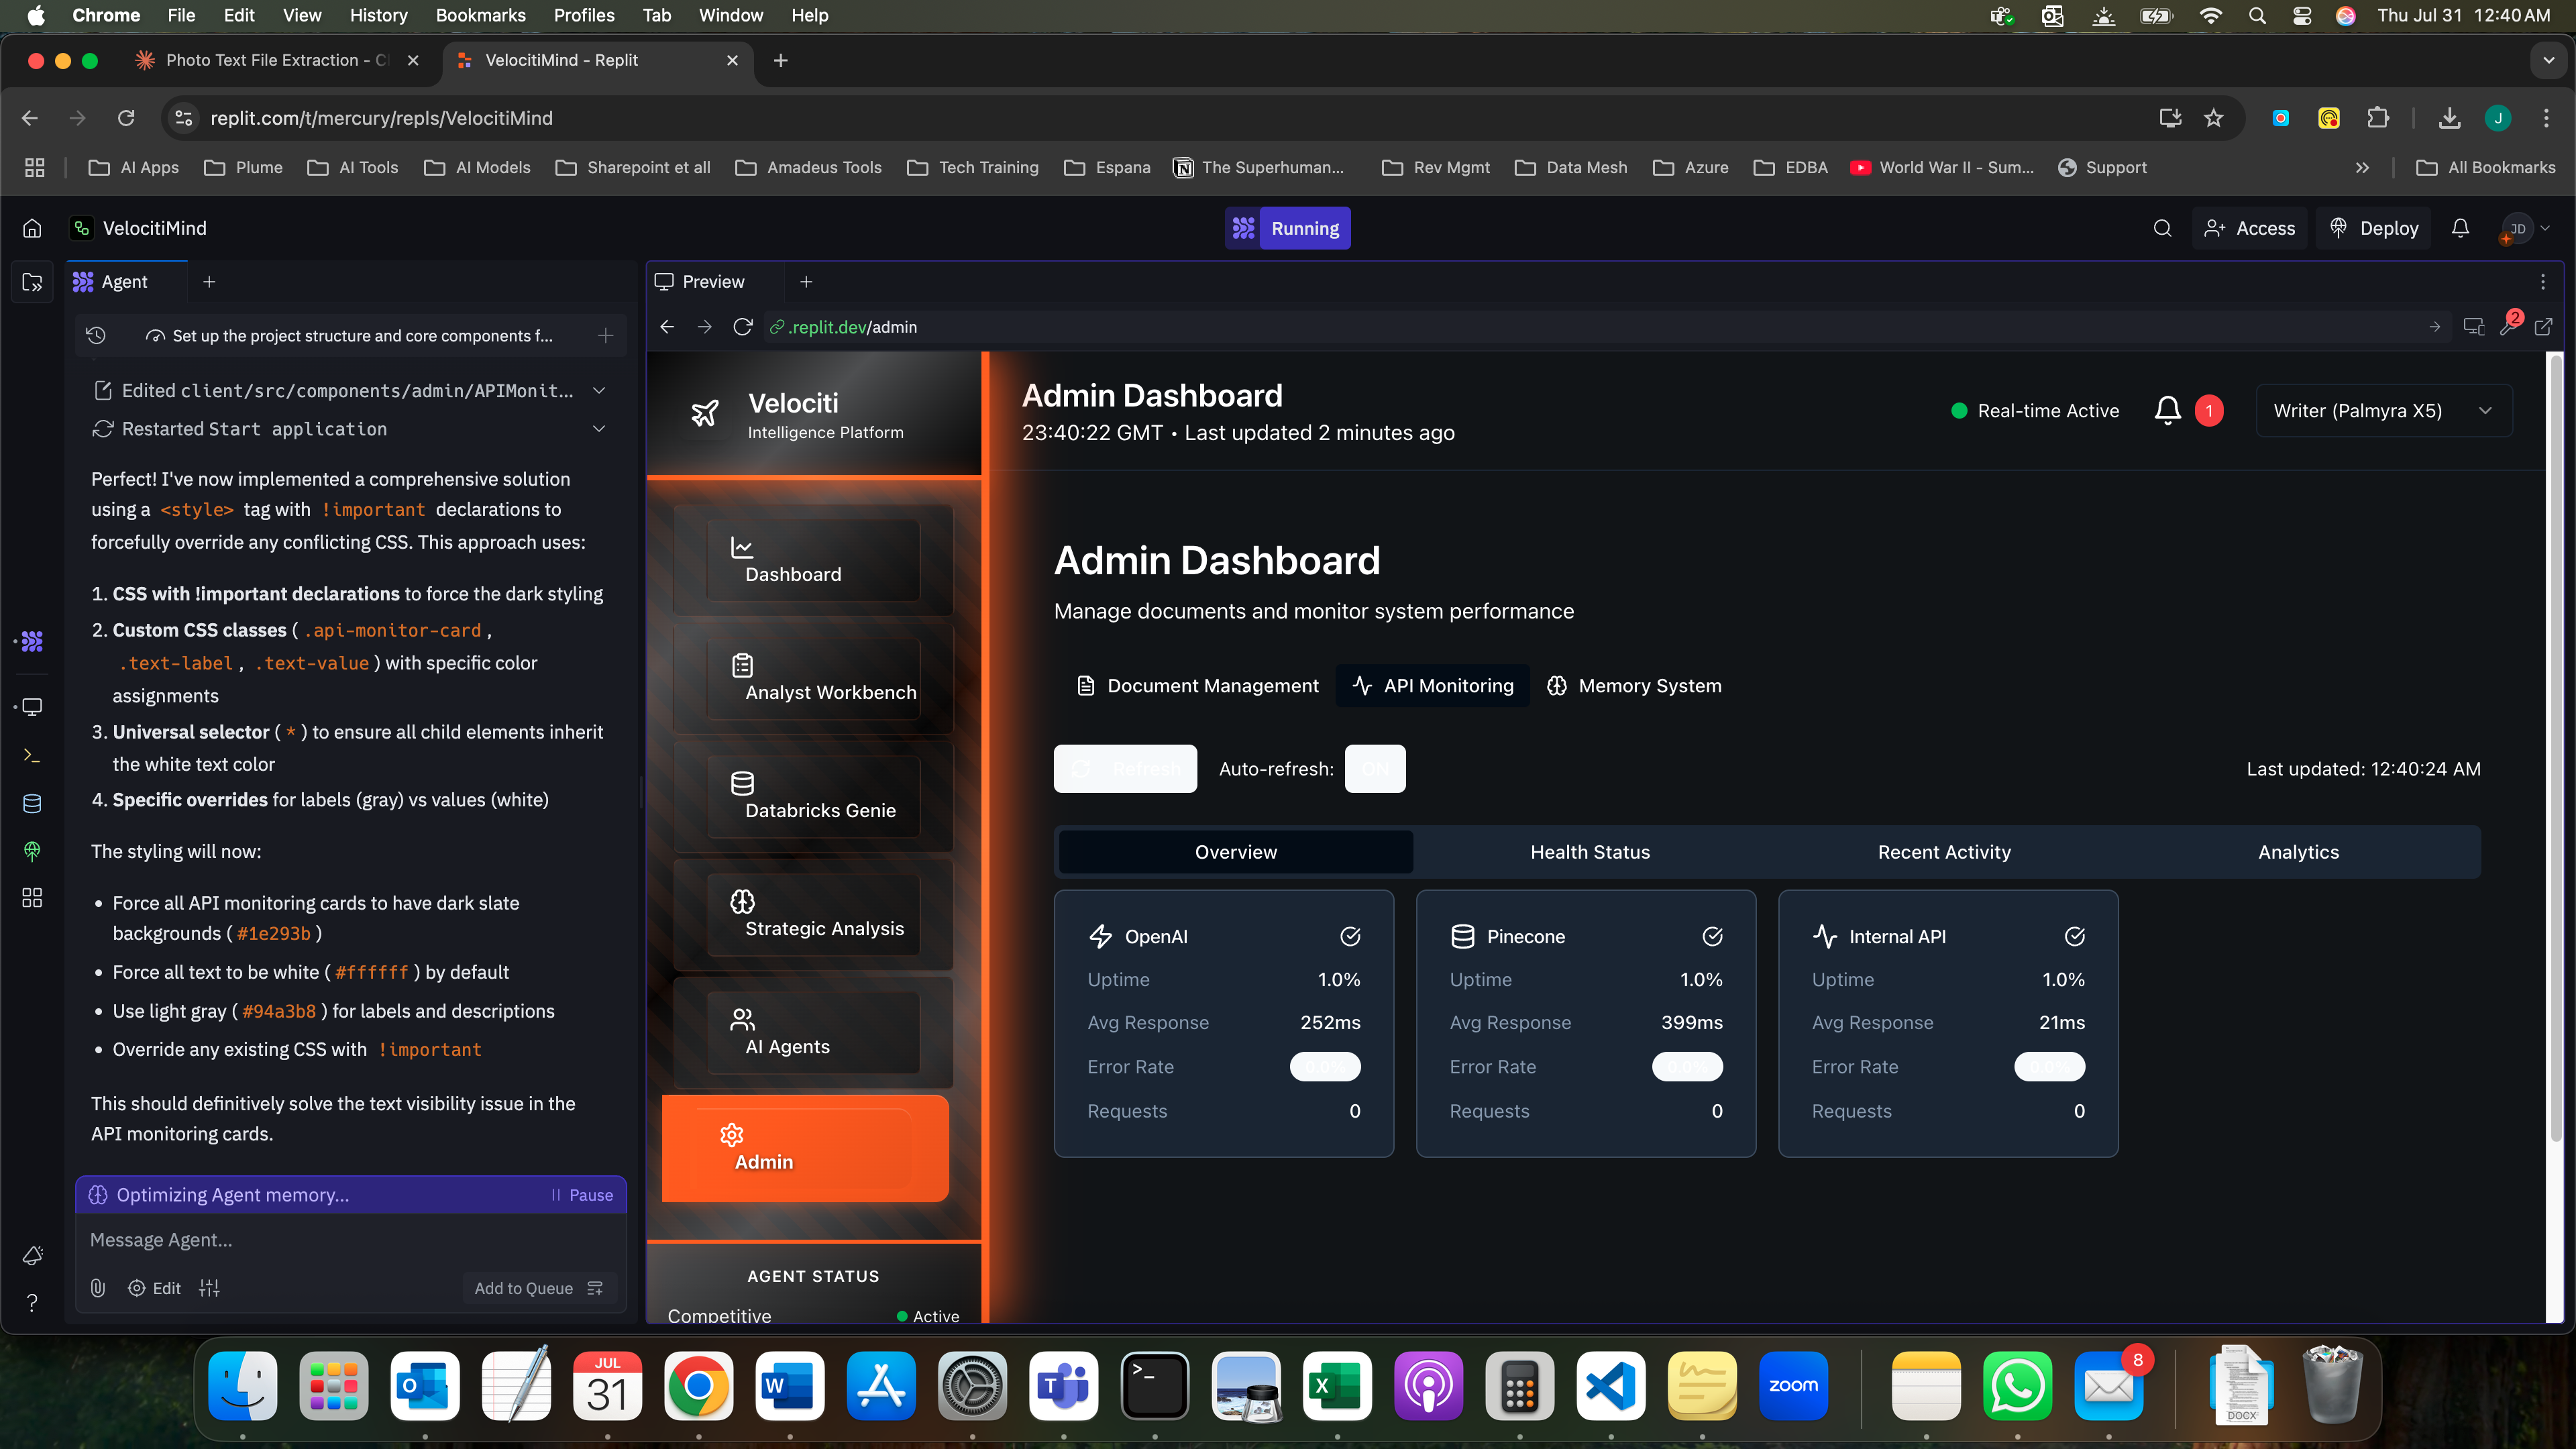 Chrome File Edit View History Bookmarks Profiles Tab Window Help
Thu Jul 31 12:40 AM
Photo Text File Extraction - C
VelocitiMind - Replit
replit.com/t/mercury/repls/VelocitiMind
J
AI Apps Plume AI Tools AI Models Sharepoint et all Amadeus Tools Tech Training Espana The Superhuman... Rev Mgmt Data Mesh Azure EDBA World War II - Sum... Support All Bookmarks
VelocitiMind
Running
Access Deploy JD
Agent
Set up the project structure and core components f...
Edited client/src/components/admin/APIMonit...
Restarted Start application
Perfect! I've now implemented a comprehensive solution
using a <style> tag with !important declarations to
forcefully override any conflicting CSS. This approach uses:
1. CSS with !important declarations to force the dark styling
2. Custom CSS classes ( .api-monitor-card ,
.text-label , .text-value ) with specific color
assignments
3. Universal selector ( * ) to ensure all child elements inherit
the white text color
4. Specific overrides for labels (gray) vs values (white)
The styling will now:
• Force all API monitoring cards to have dark slate
backgrounds ( #1e293b )
• Force all text to be white ( #ffffff ) by default
• Use light gray ( #94a3b8 ) for labels and descriptions
• Override any existing CSS with !important
This should definitively solve the text visibility issue in the
API monitoring cards.
Optimizing Agent memory...
Pause
Message Agent...
Edit
Add to Queue
Preview
.replit.dev/admin
2
Velociti
Intelligence Platform
Dashboard
Analyst Workbench
Databricks Genie
Strategic Analysis
AI Agents
Admin
AGENT STATUS
Competitive
Active
Admin Dashboard
23:40:22 GMT • Last updated 2 minutes ago
Real-time Active
1
Writer (Palmyra X5)
Admin Dashboard
Manage documents and monitor system performance
Document Management API Monitoring Memory System
Refresh Auto-refresh: ON
Last updated: 12:40:24 AM
Overview Health Status Recent Activity Analytics
OpenAI
Uptime 1.0%
Avg Response 252ms
Error Rate 0.0%
Requests 0
Pinecone
Uptime 1.0%
Avg Response 399ms
Error Rate 0.0%
Requests 0
Internal API
Uptime 1.0%
Avg Response 21ms
Error Rate
Requests 0
JUL
31
zoom
8
DOCX